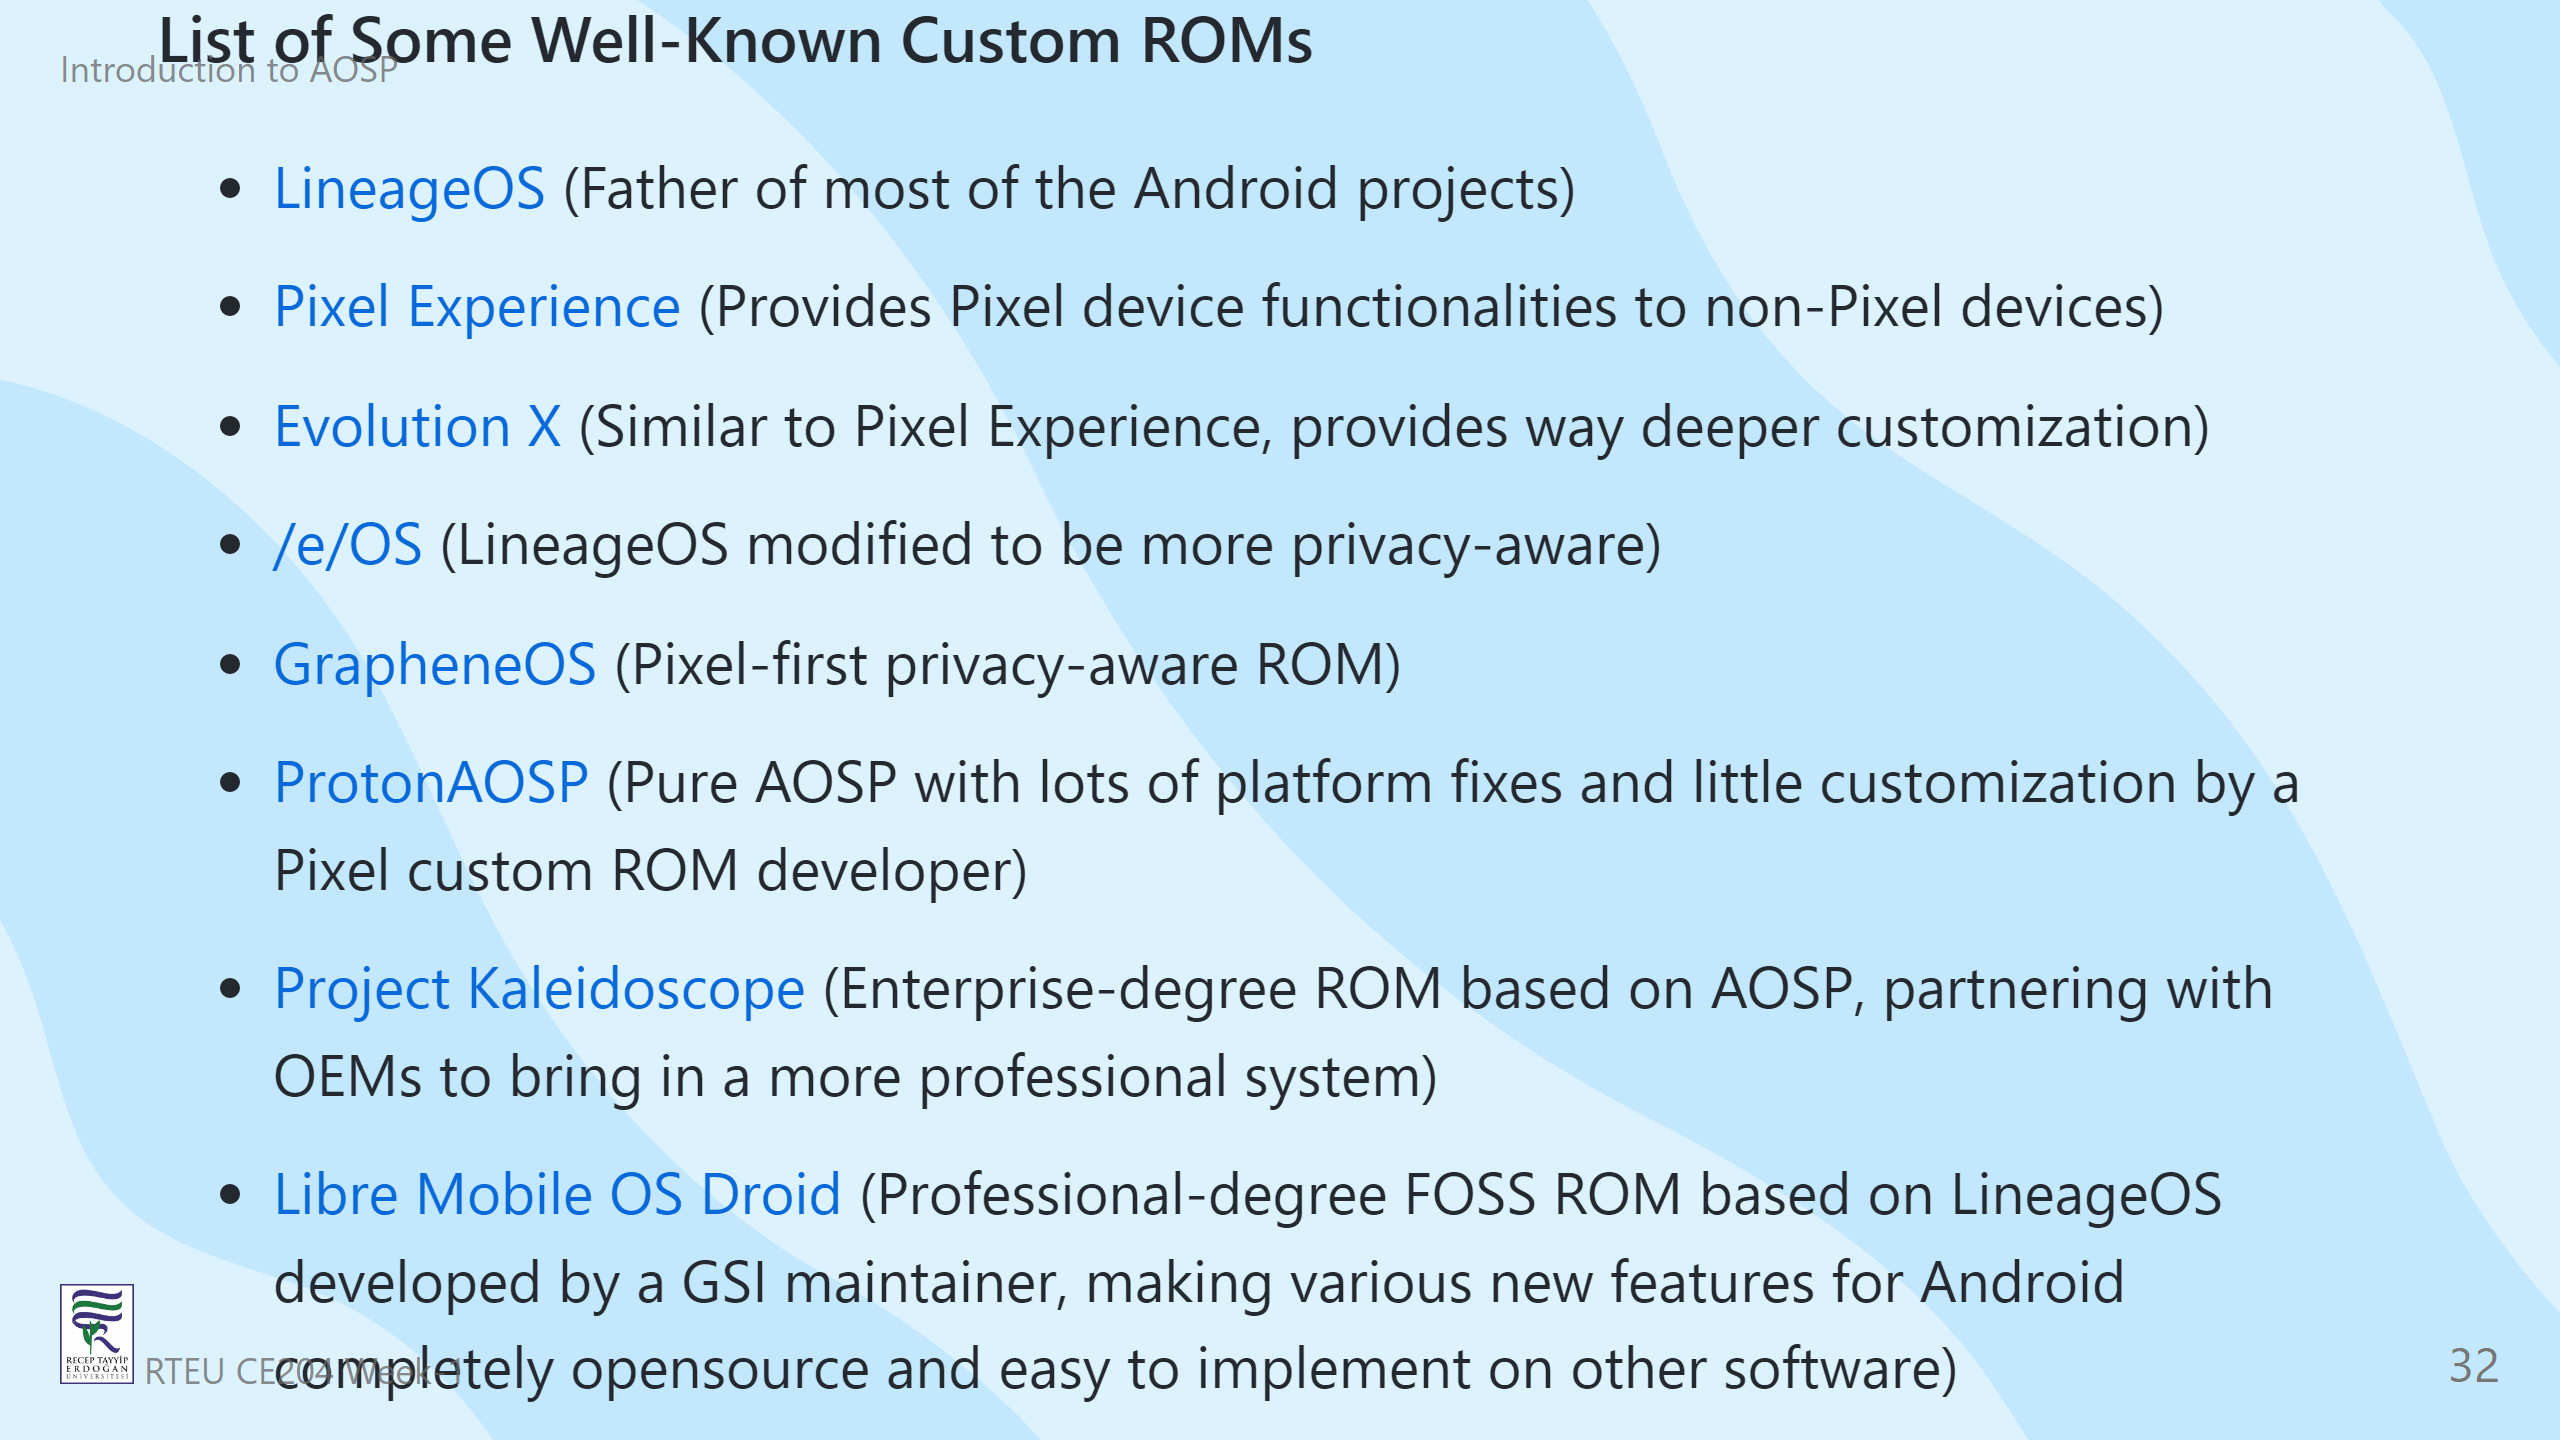 List of Some Well-Known Custom ROMs
Introduction to AOSP
• LineageOS (Father of most of the Android projects)
• Pixel Experience (Provides Pixel device functionalities to non-Pixel devices)
• Evolution X (Similar to Pixel Experience, provides way deeper customization)
• /e/OS (LineageOS modified to be more privacy-aware)
• GrapheneOS (Pixel-first privacy-aware ROM)
• ProtonAOSP (Pure AOSP with lots of platform fixes and little customization by a
Pixel custom ROM developer)
• Project Kaleidoscope (Enterprise-degree ROM based on AOSP, partnering with
OEMs to bring in a more professional system)
• Libre Mobile OS Droid (Professional-degree FOSS ROM based on LineageOS
developed by a GSI maintainer, making various new features for Android
completely opensource and easy to implement on other software)
RECEP TAYYİP
ERDOĞAN
ÜNİVERSİTESİ
RTEU CE204 Week-1
32